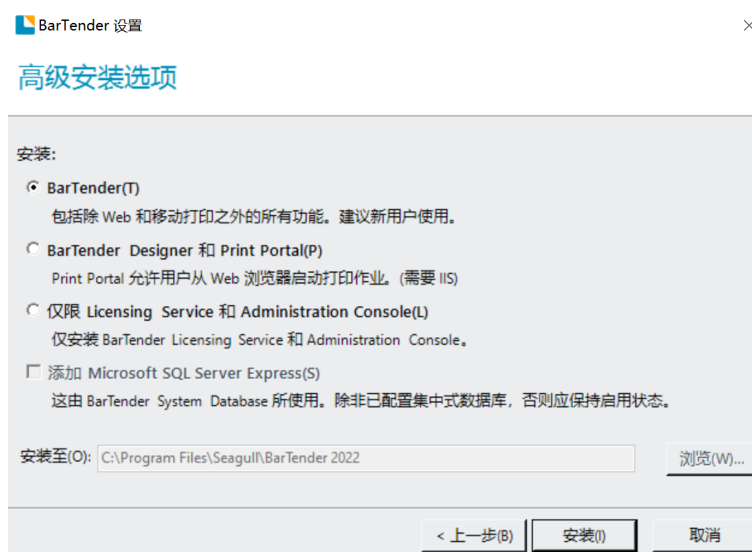 BarTender 设置
高级安装选项
安装:
BarTender(T)
包括除 Web 和移动打印之外的所有功能。建议新用户使用。
BarTender Designer 和 Print Portal(P)
Print Portal 允许用户从 Web 浏览器启动打印作业。(需要 IIS)
仅限 Licensing Service 和 Administration Console(L)
仅安装 BarTender Licensing Service 和 Administration Console。
添加 Microsoft SQL Server Express(S)
这由 BarTender System Database 所使用。除非已配置集中式数据库，否则应保持启用状态。
安装至(O): C:\Program Files\Seagull\BarTender 2022 浏览(W)...
< 上一步(B) 安装(I) 取消